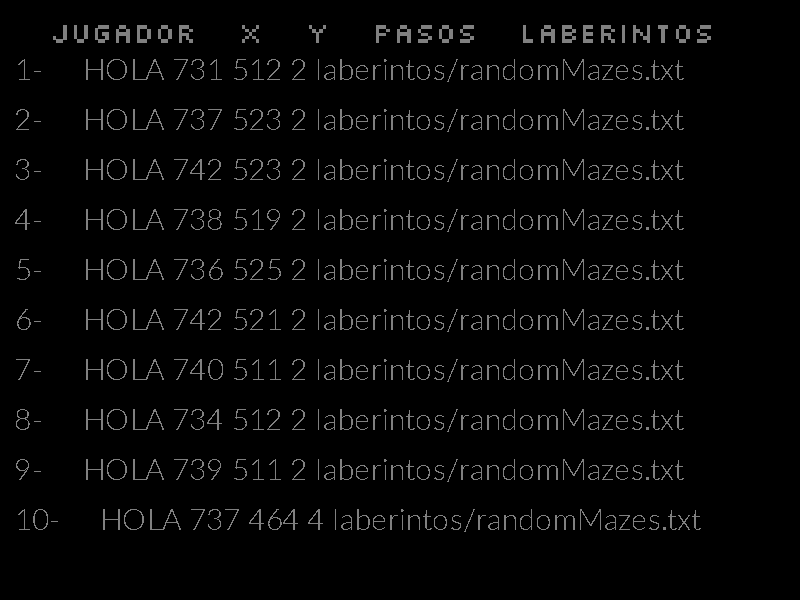 JUGADOR X Y PASOS LABERINTOS
1- HOLA 731 512 2 laberintos/randomMazes.txt
2- HOLA 737 523 2 laberintos/randomMazes.txt
3- HOLA 742 523 2 laberintos/randomMazes.txt
4- HOLA 738 519 2 laberintos/randomMazes.txt
5- HOLA 736 525 2 laberintos/randomMazes.txt
6- HOLA 742 521 2 laberintos/randomMazes.txt
7- HOLA 740 511 2 laberintos/randomMazes.txt
8- HOLA 734 512 2 laberintos/randomMazes.txt
9- HOLA 739 511 2 laberintos/randomMazes.txt
10- HOLA 737 464 4 laberintos/randomMazes.txt